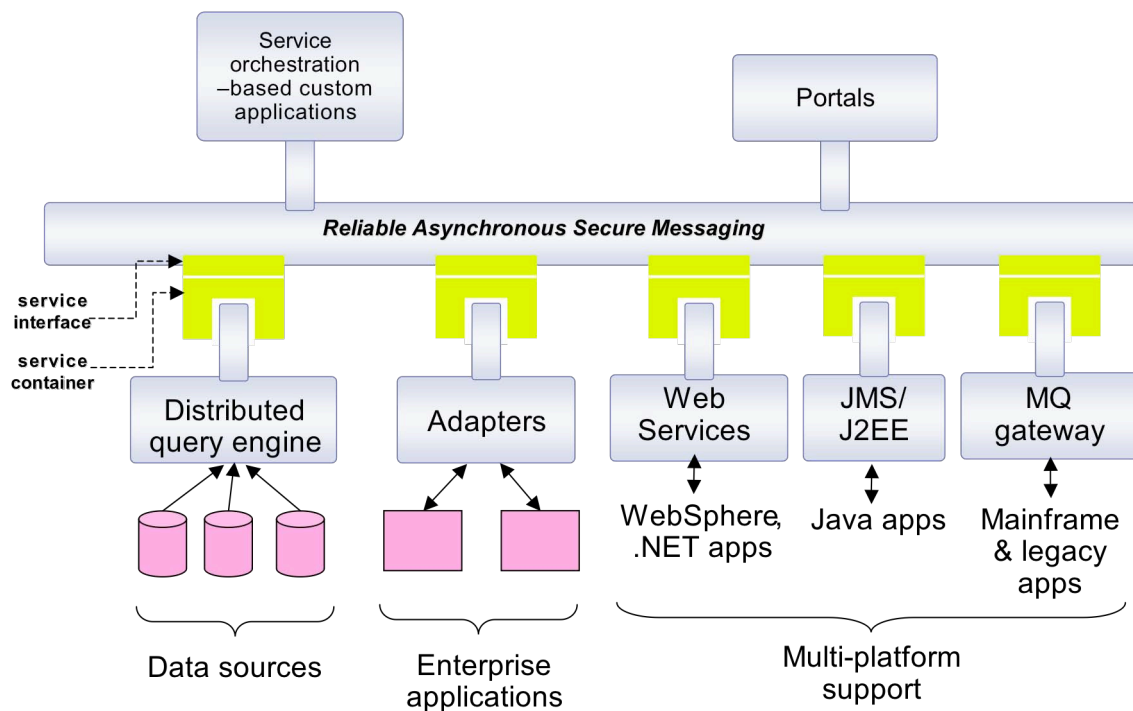 Service
orchestration
–based custom
applications
Portals
Reliable Asynchronous Secure Messaging
service
interface
service
container
Distributed
query engine
Adapters
Web
Services
JMS/
J2EE
MQ
gateway
WebSphere,
.NET apps
Java apps
Mainframe
& legacy
apps
Data sources
Enterprise
applications
Multi-platform
support